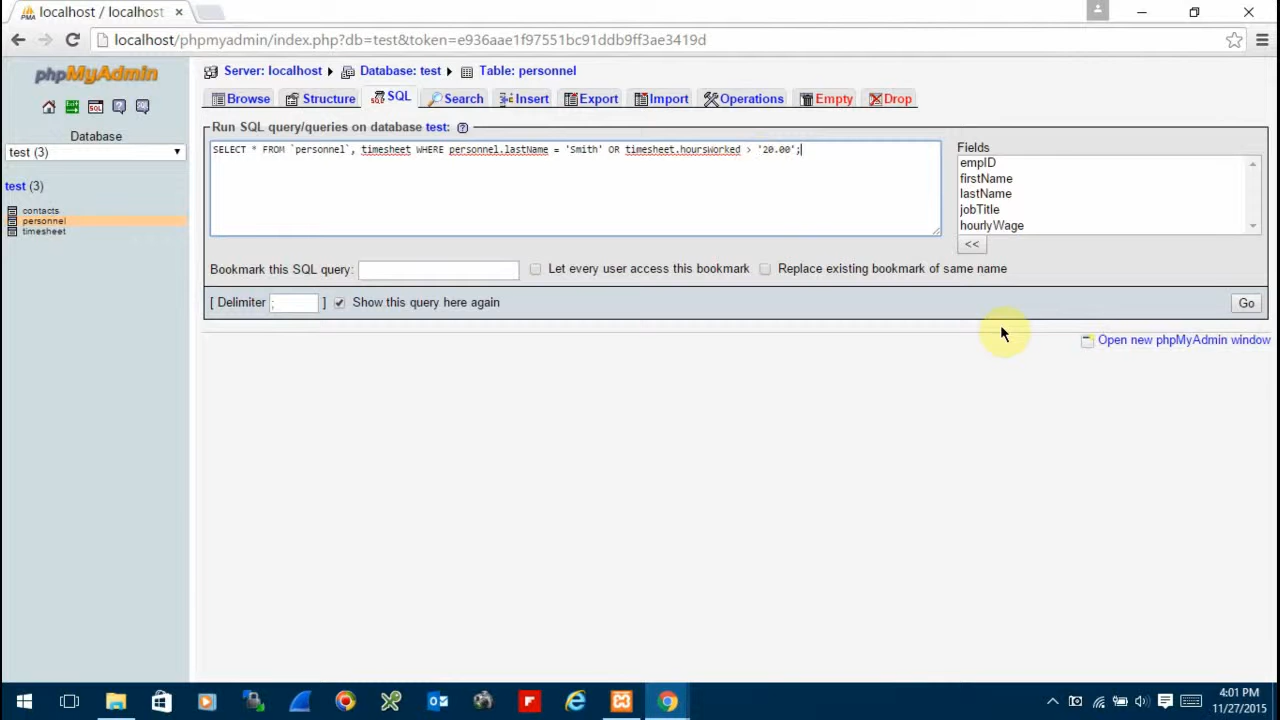 localhost / localhost
localhost/phpmyadmin/index.php?db=test&token=e936aae1f97551bc91ddb9ff3ae3419d
phpMyAdmin
Server: localhost Database: test Table: personnel
Browse Structure SQL Search Insert Export Import Operations Empty Drop
Database
test (3)
test (3)
contacts
personnel
timesheet
Run SQL query/queries on database test:
SELECT * FROM `personnel`, timesheet WHERE personnel.lastName = 'Smith' OR timesheet.hoursWorked > '20.00';
Fields
empID
firstName
lastName
jobTitle
hourlyWage
<<
Bookmark this SQL query: Let every user access this bookmark Replace existing bookmark of same name
[ Delimiter ; ] Show this query here again Go
Open new phpMyAdmin window
4:01 PM
11/27/2015